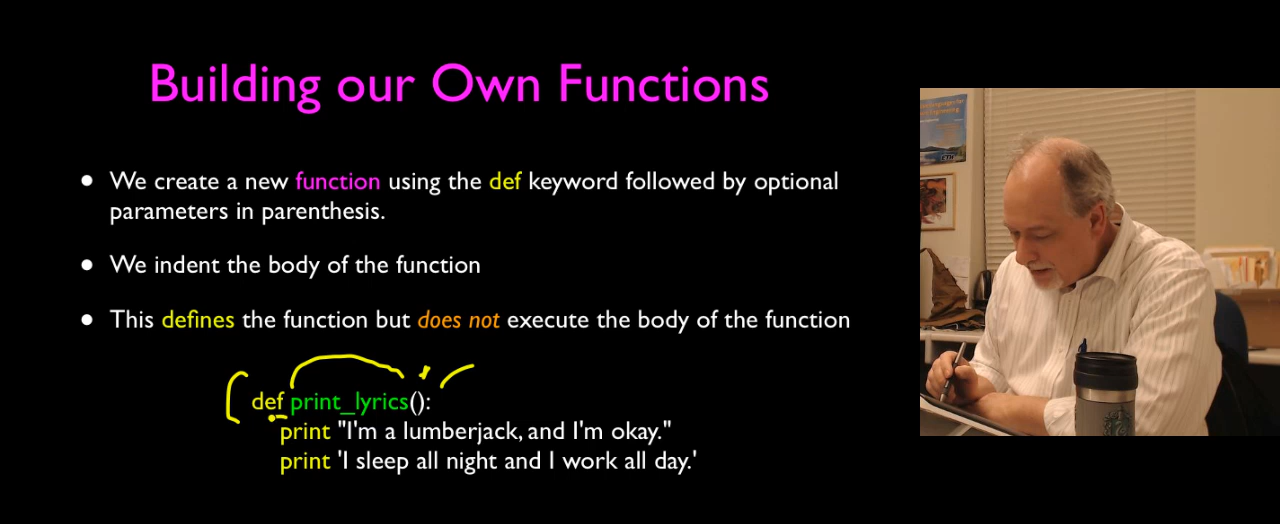 Building our Own Functions
• We create a new function using the def keyword followed by optional
parameters in parenthesis.
• We indent the body of the function
• This defines the function but does not execute the body of the function
def print_lyrics():
print "I'm a lumberjack, and I'm okay."
print 'I sleep all night and I work all day.'